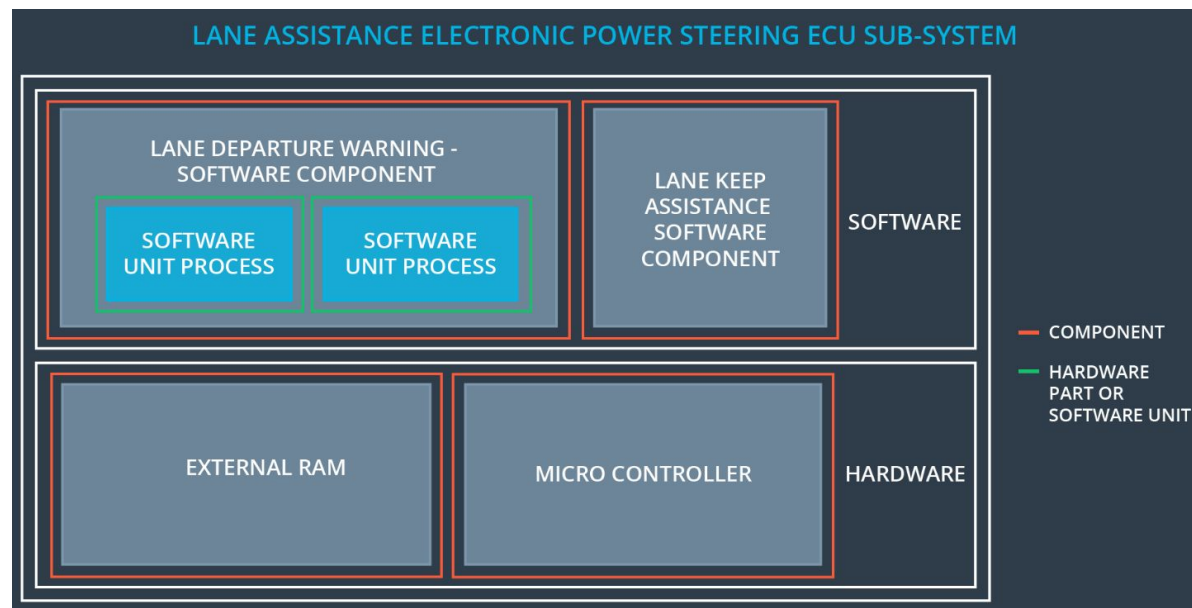 LANE ASSISTANCE ELECTRONIC POWER STEERING ECU SUB-SYSTEM
LANE DEPARTURE WARNING -
SOFTWARE COMPONENT
SOFTWARE
UNIT PROCESS
SOFTWARE
UNIT PROCESS
LANE KEEP
ASSISTANCE
SOFTWARE
COMPONENT
SOFTWARE
COMPONENT
HARDWARE
PART OR
SOFTWARE UNIT
EXTERNAL RAM
MICRO CONTROLLER
HARDWARE